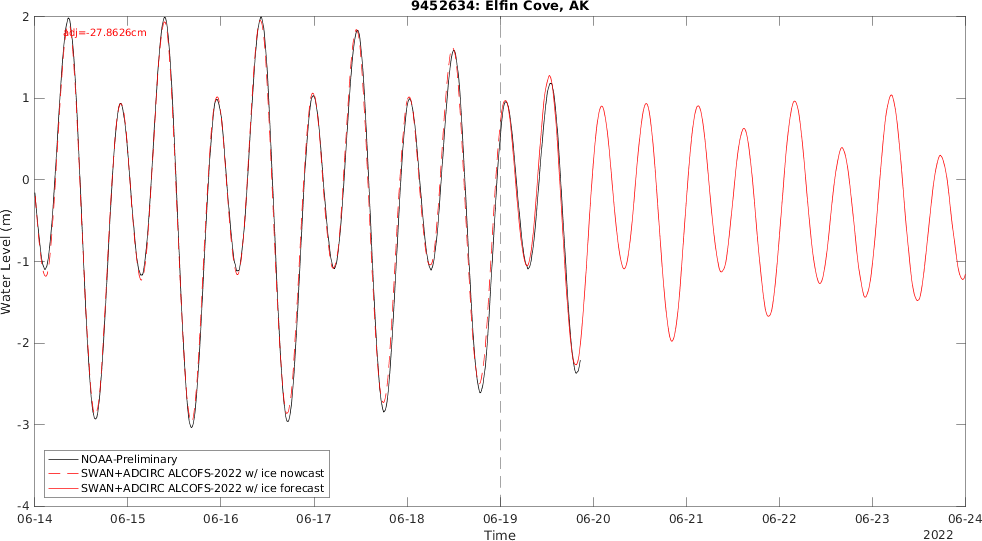 9452634: Elfin Cove, AK
adj=-27.8626cm
2
1
0
-1
-2
-3
-4
Water Level (m)
NOAA-Preliminary
SWAN+ADCIRC ALCOFS-2022 w/ ice nowcast
SWAN+ADCIRC ALCOFS-2022 w/ ice forecast
06-14 06-15 06-16 06-17 06-18 06-19 06-20 06-21 06-22 06-23 06-24
Time
2022